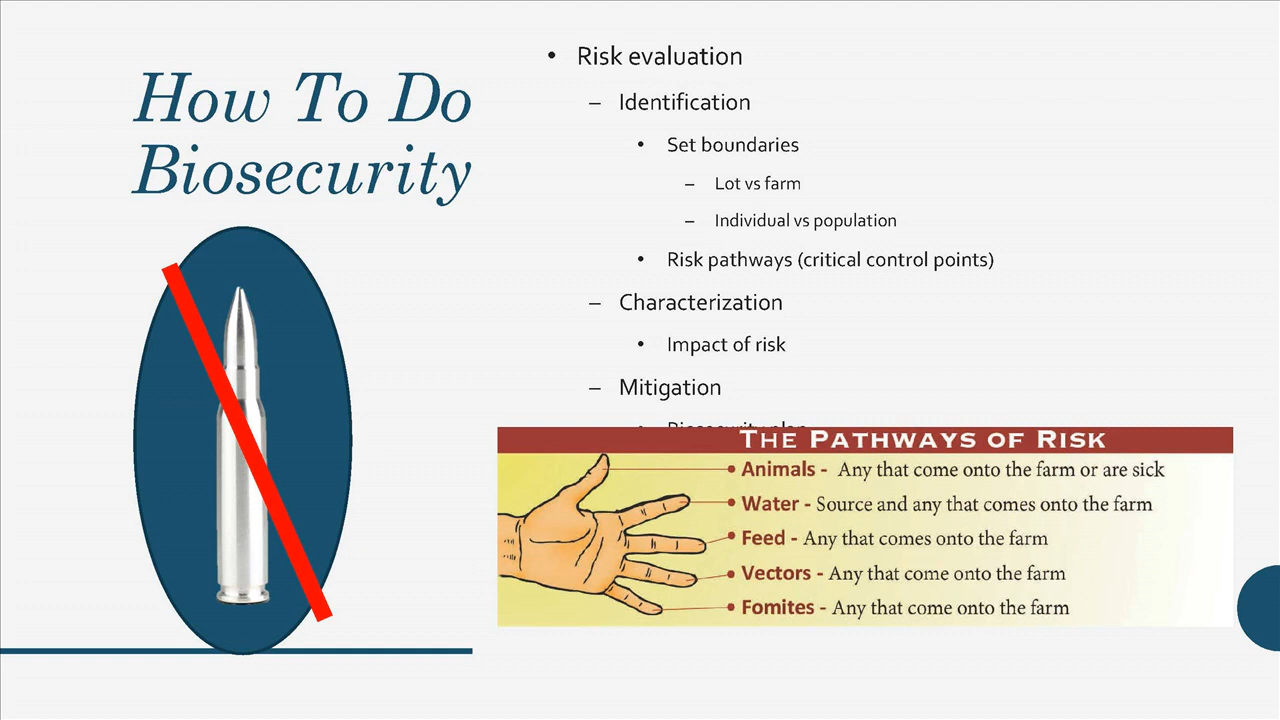 How To Do
Biosecurity
• Risk evaluation
– Identification
• Set boundaries
– Lot vs farm
– Individual vs population
• Risk pathways (critical control points)
– Characterization
• Impact of risk
– Mitigation
• Biosecurity plan
THE PATHWAYS OF RISK
• Animals - Any that come onto the farm or are sick
• Water - Source and any that comes onto the farm
• Feed - Any that comes onto the farm
• Vectors - Any that come onto the farm
• Fomites - Any that come onto the farm